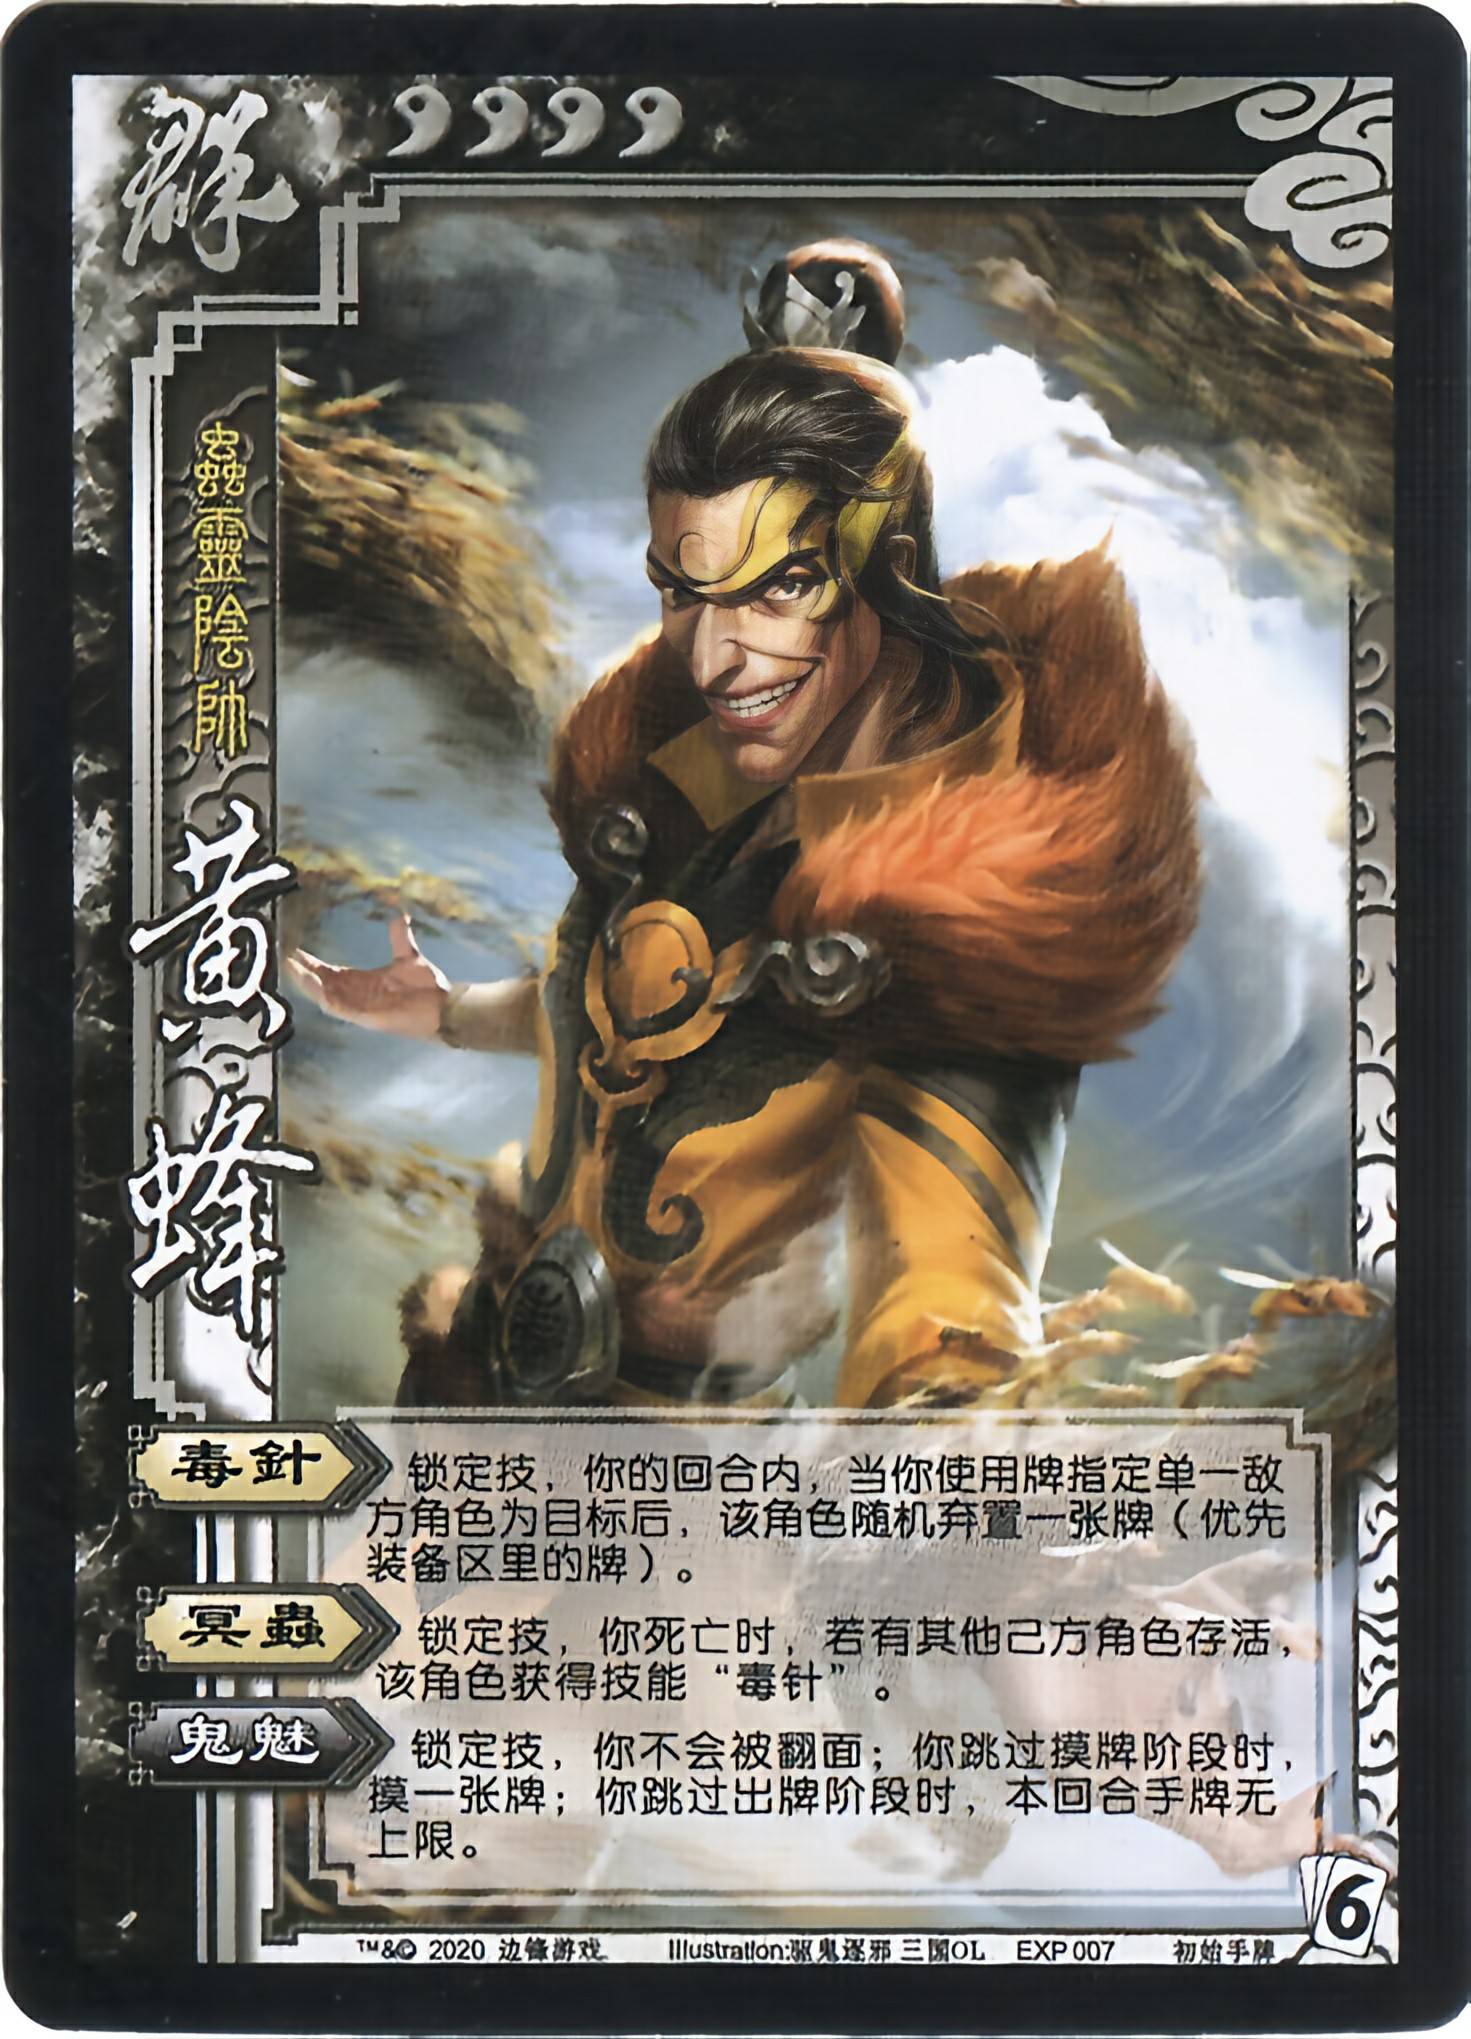 群
蟲靈陰帥
黄蜂
毒針
锁定技，你的回合内，当你使用牌指定单一敌
方角色为目标后，该角色随机弃置一张牌（优先
装备区里的牌）。
冥蟲
锁定技，你死亡时，若有其他己方角色存活，
该角色获得技能“毒针”。
鬼魅
锁定技，你不会被翻面；你跳过摸牌阶段时，
摸一张牌；你跳过出牌阶段时，本回合手牌无
上限。
6
™&© 2020 边锋游戏 Illustration:驱鬼逐邪 三国OL EXP 007 初始手牌